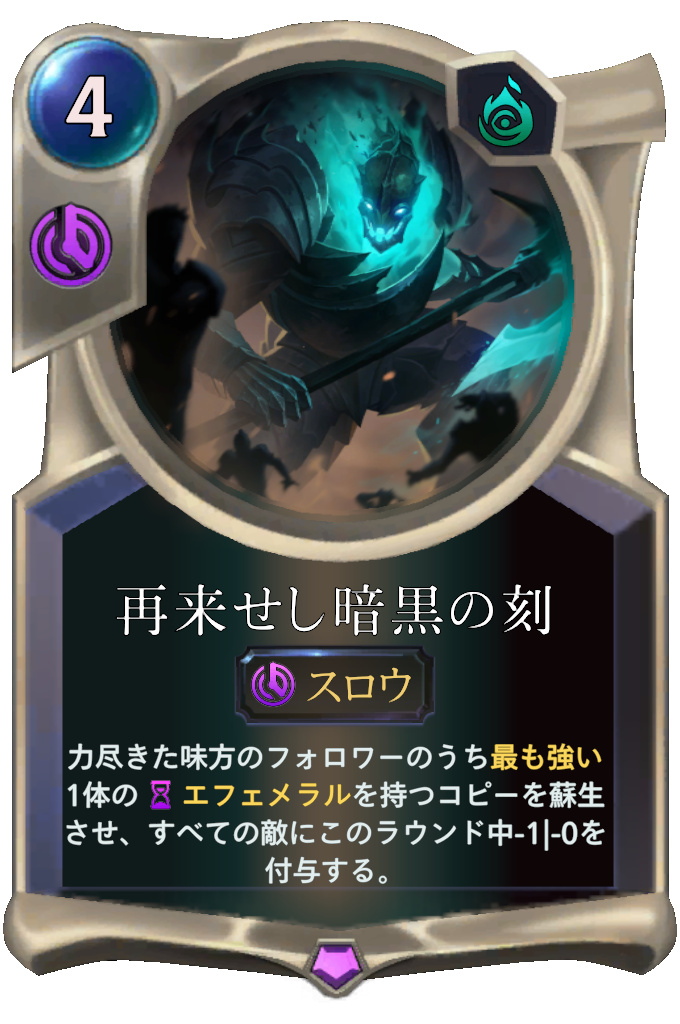 4
再来せし暗黒の刻
スロウ
力尽きた味方のフォロワーのうち最も強い
1体の エフェメラルを持つコピーを蘇生
させ、すべての敵にこのラウンド中-1|-0を
付与する。